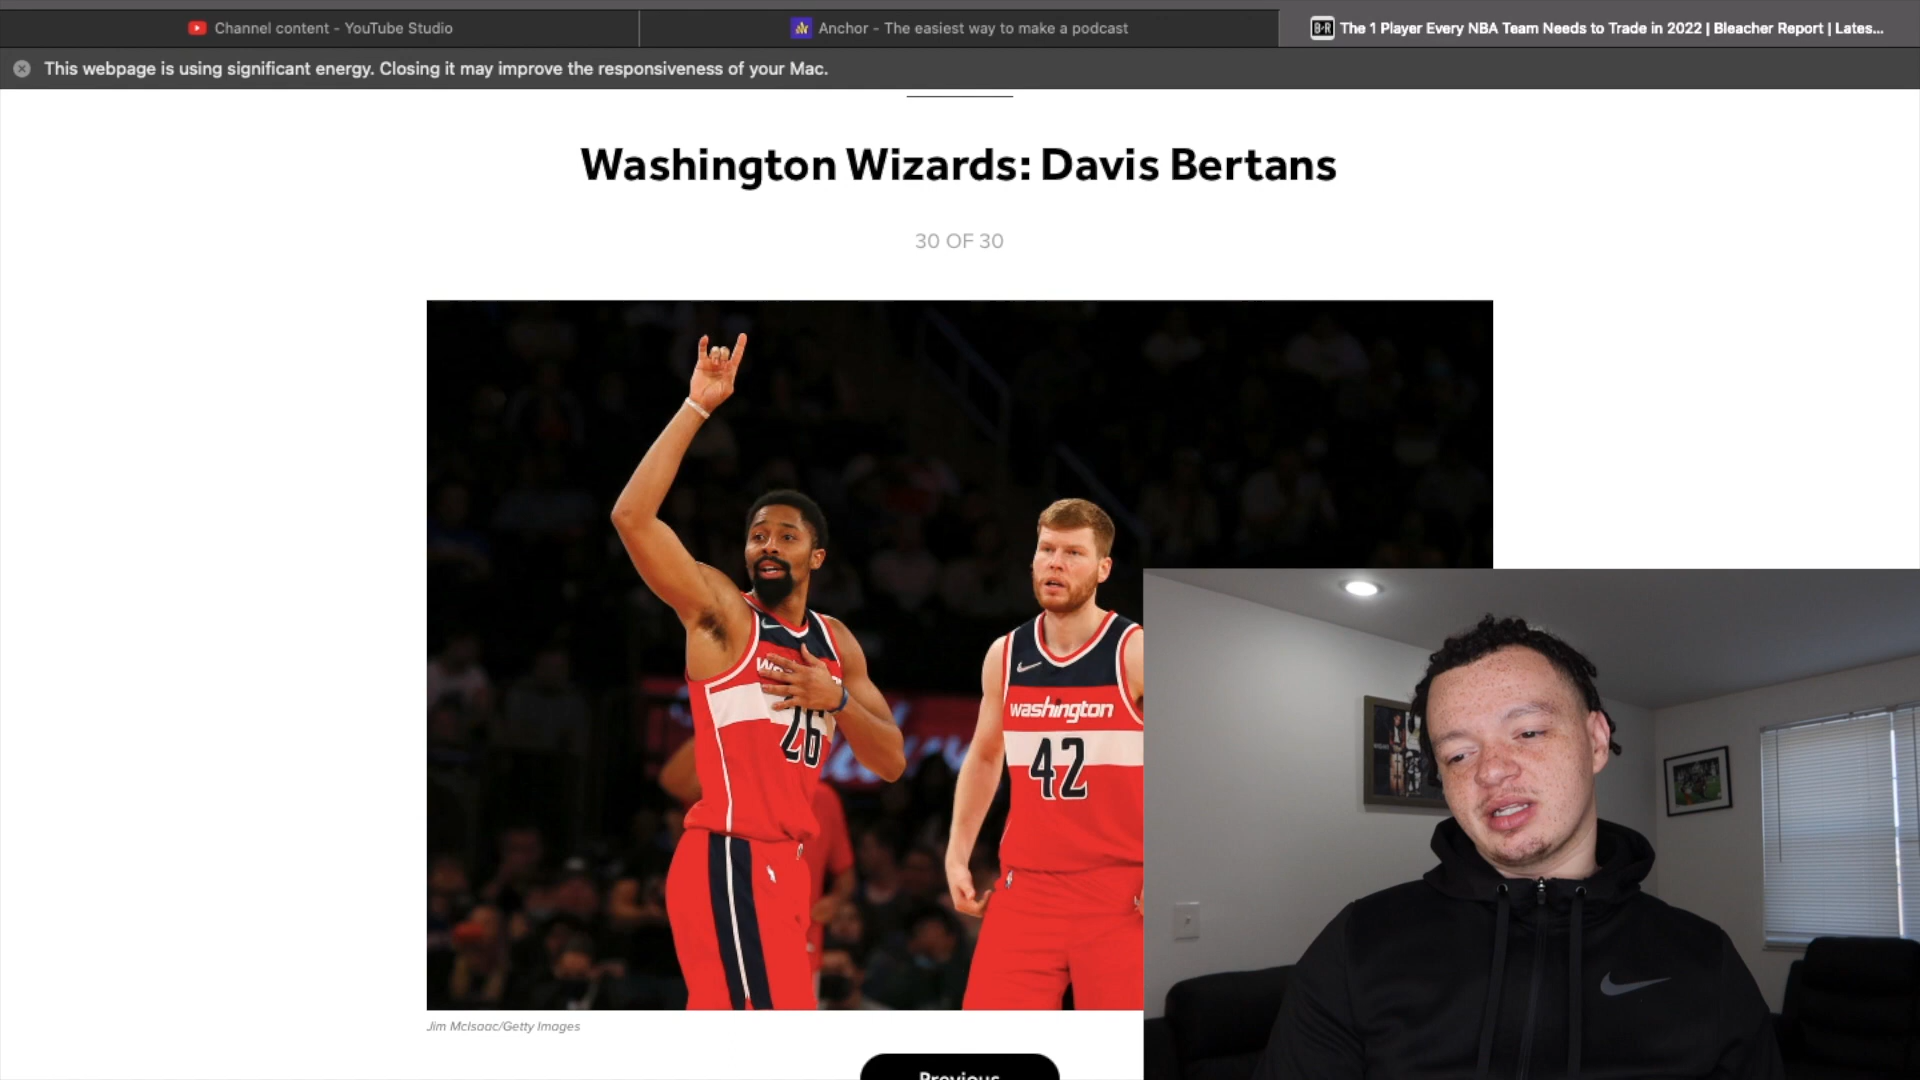 Channel content - YouTube Studio
Anchor - The easiest way to make a podcast
B·R The 1 Player Every NBA Team Needs to Trade in 2022 | Bleacher Report | Lates...
This webpage is using significant energy. Closing it may improve the responsiveness of your Mac.
Washington Wizards: Davis Bertans
30 OF 30
26
washington
42
Jim McIsaac/Getty Images
Previous